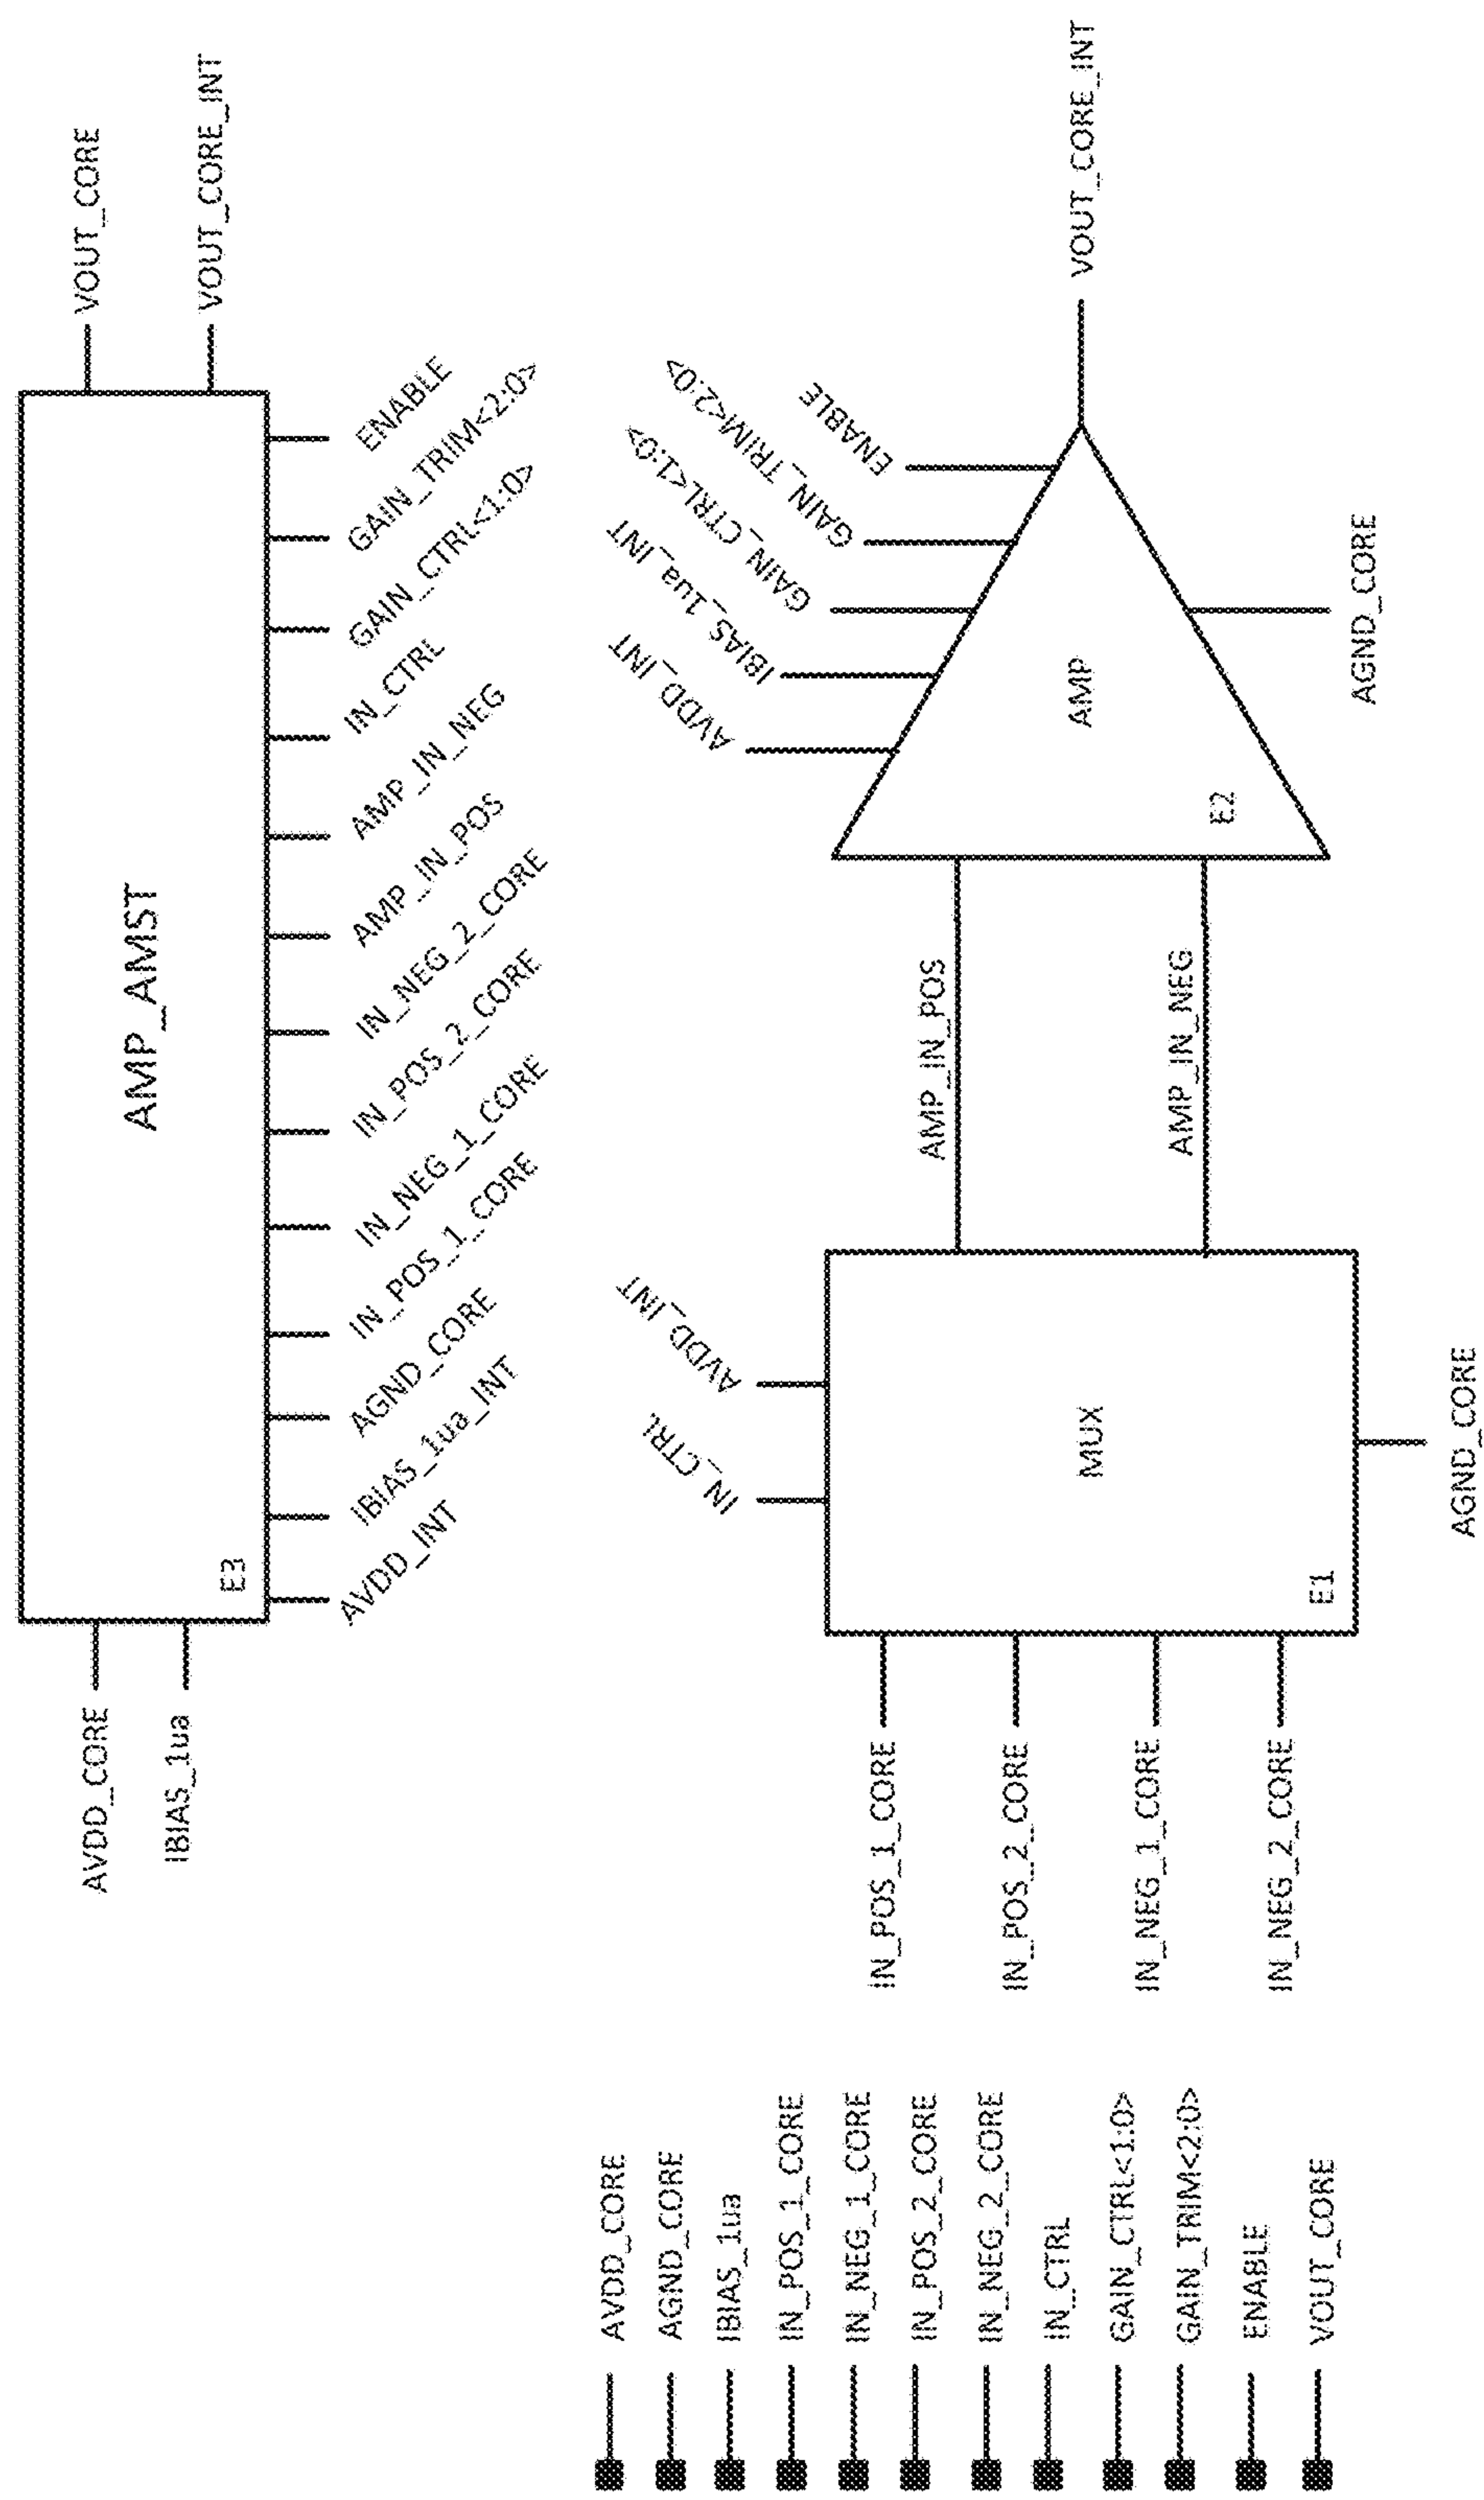 AMP_AMST
E3
AVDD_CORE
IBIAS_1ua
VOUT_CORE
VOUT_CORE_INT
AVDD_INT
IBIAS_1ua_INT
AGND_CORE
IN_POS_1_CORE
IN_NEG_1_CORE
IN_POS_2_CORE
IN_NEG_2_CORE
AMP_IN_POS
AMP_IN_NEG
IN_CTRL
GAIN_CTRL<1:0>
GAIN_TRIM<2:0>
ENABLE
AVDD_CORE
AGND_CORE
IBIAS_1ua
IN_POS_1_CORE
IN_NEG_1_CORE
IN_POS_2_CORE
IN_NEG_2_CORE
IN_CTRL
GAIN_CTRL<1:0>
GAIN_TRIM<2:0>
ENABLE
VOUT_CORE
IN_POS_1_CORE
IN_POS_2_CORE
IN_NEG_1_CORE
IN_NEG_2_CORE
IN_CTRL
AVDD_INT
MUX
E1
AGND_CORE
AMP_IN_POS
AMP_IN_NEG
AVDD_INT
IBIAS_1ua_INT
GAIN_CTRL<1:0>
GAIN_TRIM<2:0>
ENABLE
AMP
E2
AGND_CORE
VOUT_CORE_INT